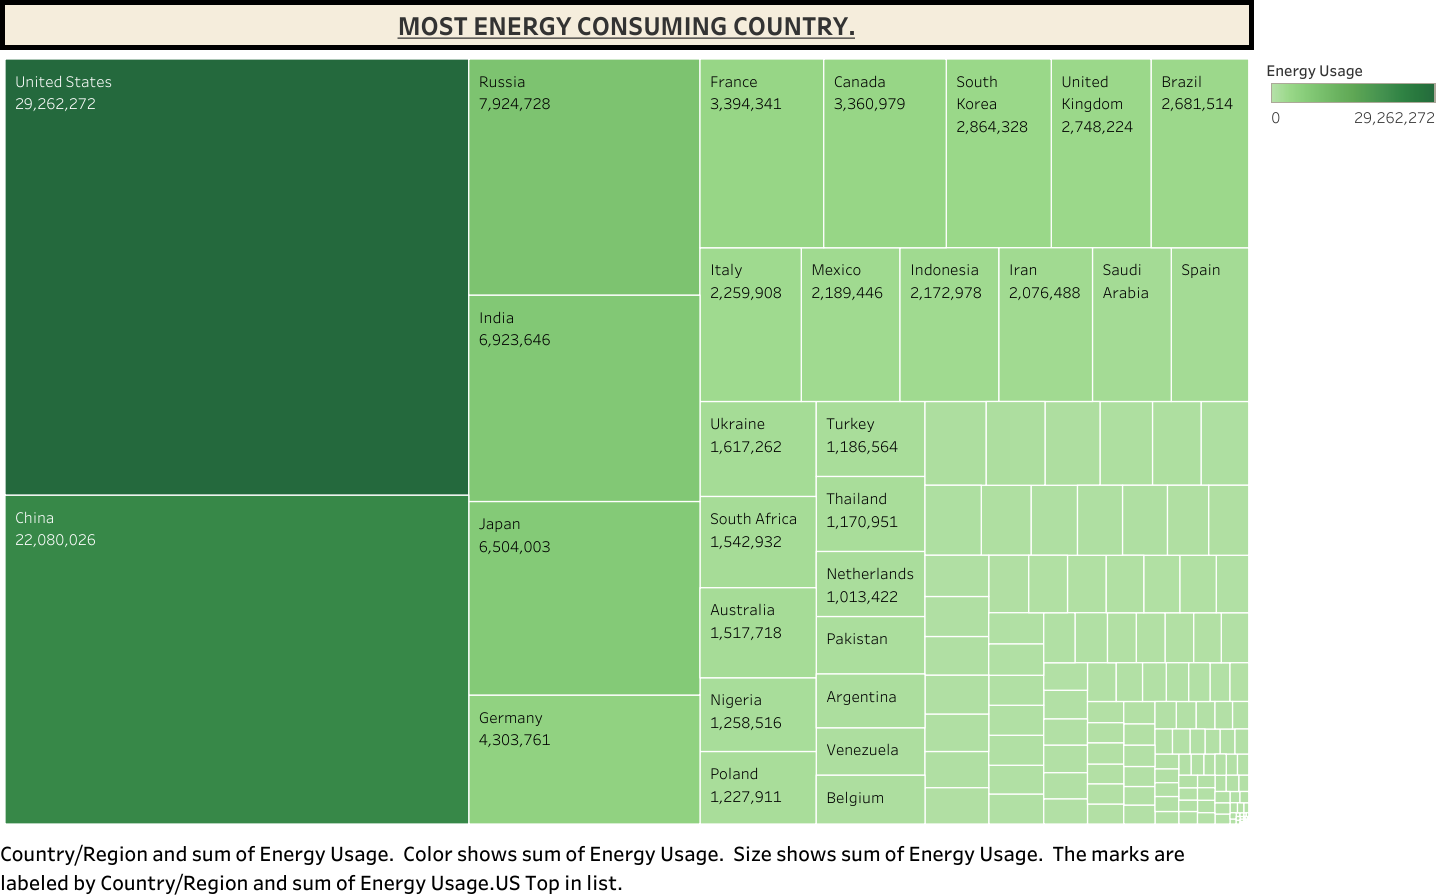 MOST ENERGY CONSUMING COUNTRY.
Energy Usage
0 29,262,272
United States
29,262,272
China
22,080,026
Russia
7,924,728
India
6,923,646
Japan
6,504,003
Germany
4,303,761
France
3,394,341
Canada
3,360,979
South
Korea
2,864,328
United
Kingdom
2,748,224
Brazil
2,681,514
Italy
2,259,908
Mexico
2,189,446
Indonesia
2,172,978
Iran
2,076,488
Saudi
Arabia
Spain
Ukraine
1,617,262
South Africa
1,542,932
Australia
1,517,718
Nigeria
1,258,516
Poland
1,227,911
Turkey
1,186,564
Thailand
1,170,951
Netherlands
1,013,422
Pakistan
Argentina
Venezuela
Belgium
Country/Region and sum of Energy Usage.  Color shows sum of Energy Usage.  Size shows sum of Energy Usage.  The marks are
labeled by Country/Region and sum of Energy Usage.US Top in list.